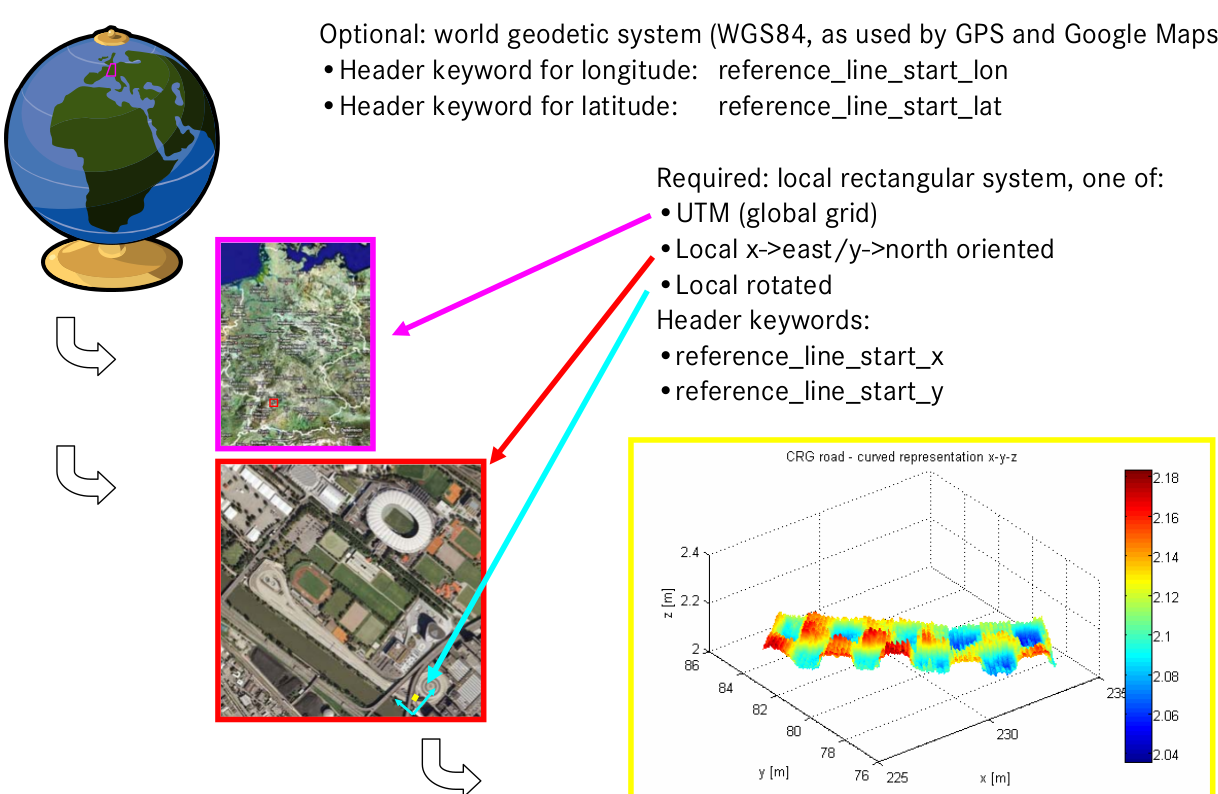 Optional: world geodetic system (WGS84, as used by GPS and Google Maps
•Header keyword for longitude: reference_line_start_lon
•Header keyword for latitude: reference_line_start_lat
Required: local rectangular system, one of:
•UTM (global grid)
•Local x->east/y->north oriented
•Local rotated
Header keywords:
•reference_line_start_x
•reference_line_start_y
CRG road - curved representation x-y-z
2.4
2.2
2
z [m]
86
84
82
80
78
76
y [m]
225
230
235
x [m]
2.18
2.16
2.14
2.12
2.1
2.08
2.06
2.04